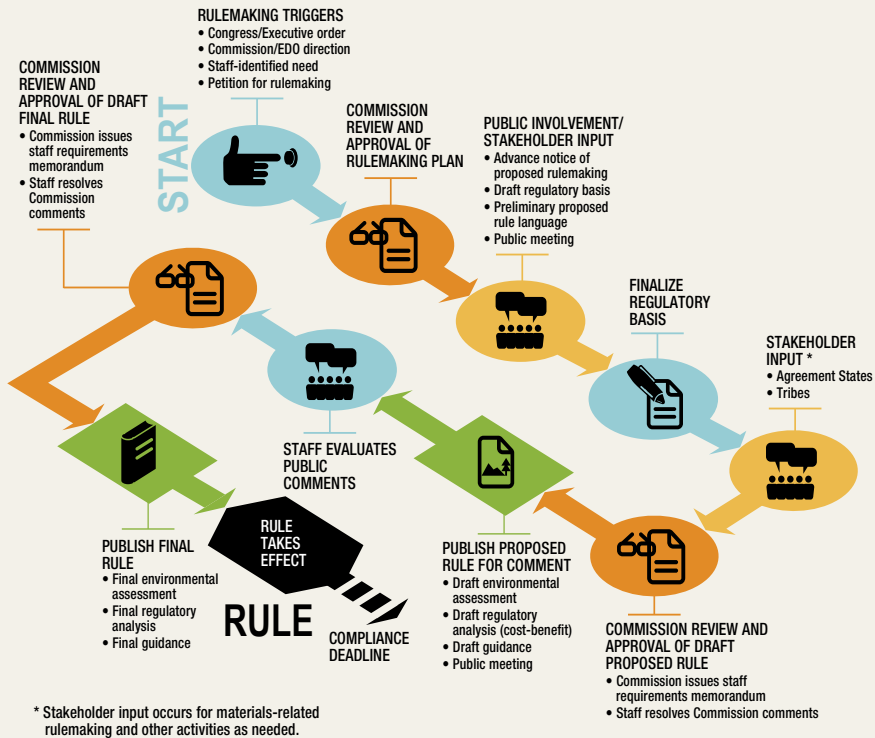 START
RULEMAKING TRIGGERS
• Congress/Executive order
• Commission/EDO direction
• Staff-identified need
• Petition for rulemaking
COMMISSION
REVIEW AND
APPROVAL OF
RULEMAKING PLAN
PUBLIC INVOLVEMENT/
STAKEHOLDER INPUT
• Advance notice of
proposed rulemaking
• Draft regulatory basis
• Preliminary proposed
rule language
• Public meeting
FINALIZE
REGULATORY
BASIS
STAKEHOLDER
INPUT *
• Agreement States
• Tribes
COMMISSION REVIEW AND
APPROVAL OF DRAFT
PROPOSED RULE
• Commission issues staff
requirements memorandum
• Staff resolves Commission comments
PUBLISH PROPOSED
RULE FOR COMMENT
• Draft environmental
assessment
• Draft regulatory
analysis (cost-benefit)
• Draft guidance
• Public meeting
STAFF EVALUATES
PUBLIC
COMMENTS
COMMISSION
REVIEW AND
APPROVAL OF DRAFT
FINAL RULE
• Commission issues
staff requirements
memorandum
• Staff resolves
Commission
comments
PUBLISH FINAL
RULE
• Final environmental
assessment
• Final regulatory
analysis
• Final guidance
RULE
TAKES
EFFECT
RULE
COMPLIANCE
DEADLINE
* Stakeholder input occurs for materials-related
rulemaking and other activities as needed.